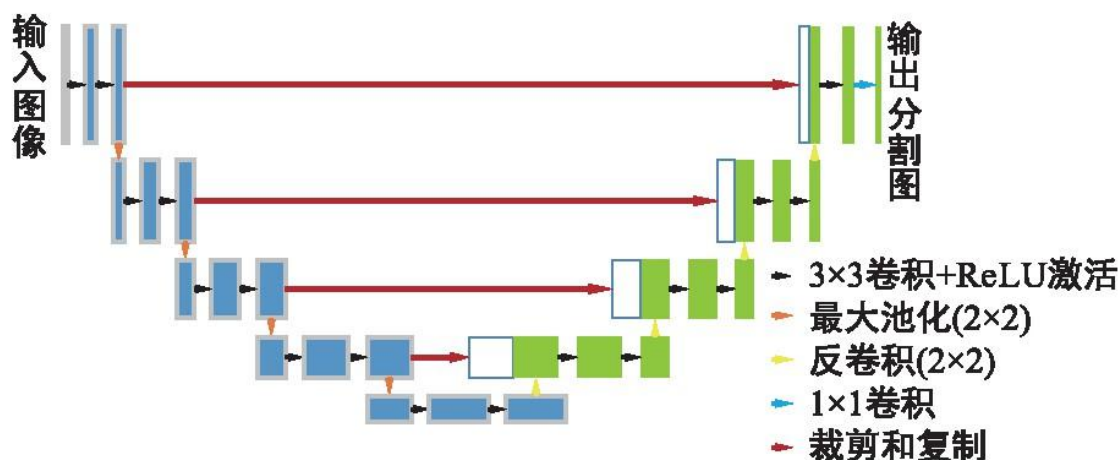 输入图像
输出分割图
3×3卷积+ReLU激活
最大池化(2×2)
反卷积(2×2)
1×1卷积
裁剪和复制